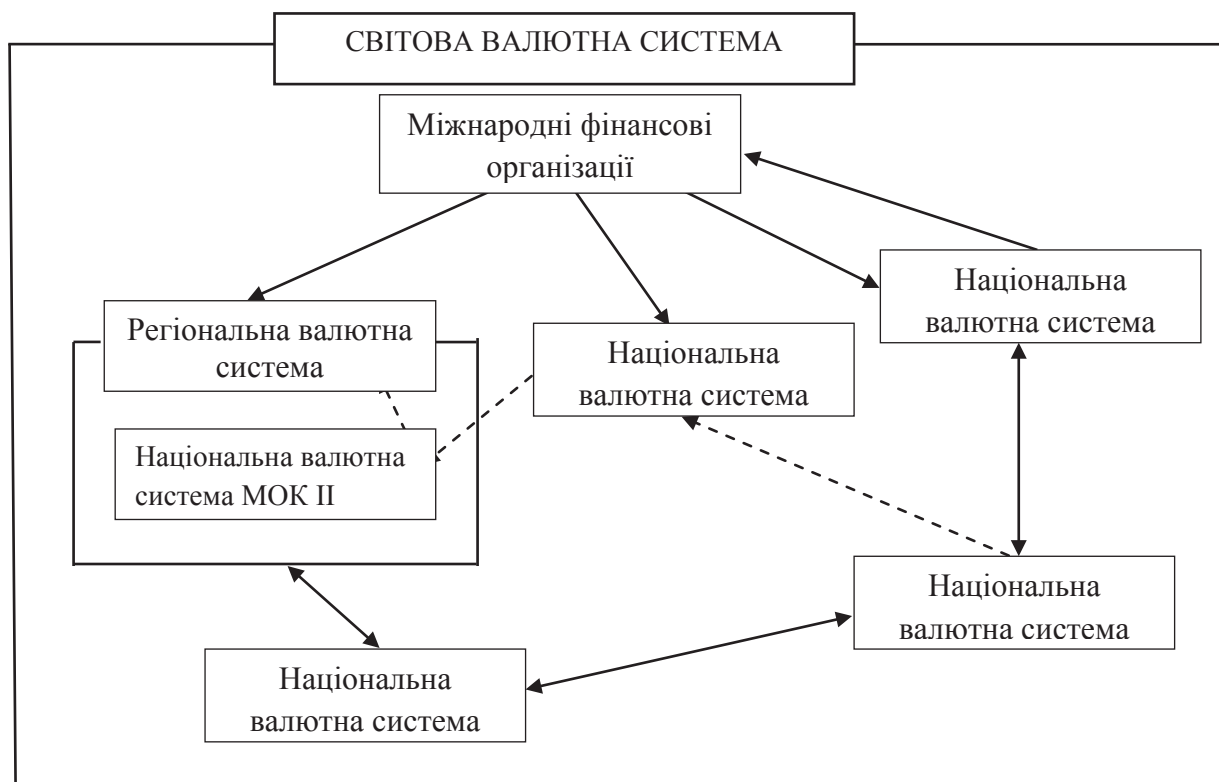 СВІТОВА ВАЛЮТНА СИСТЕМА
Міжнародні фінансові
організації
Національна
валютна система
Регіональна валютна
система
Національна
валютна система
Національна валютна
система МОК ІІ
Національна
валютна система
Національна
валютна система